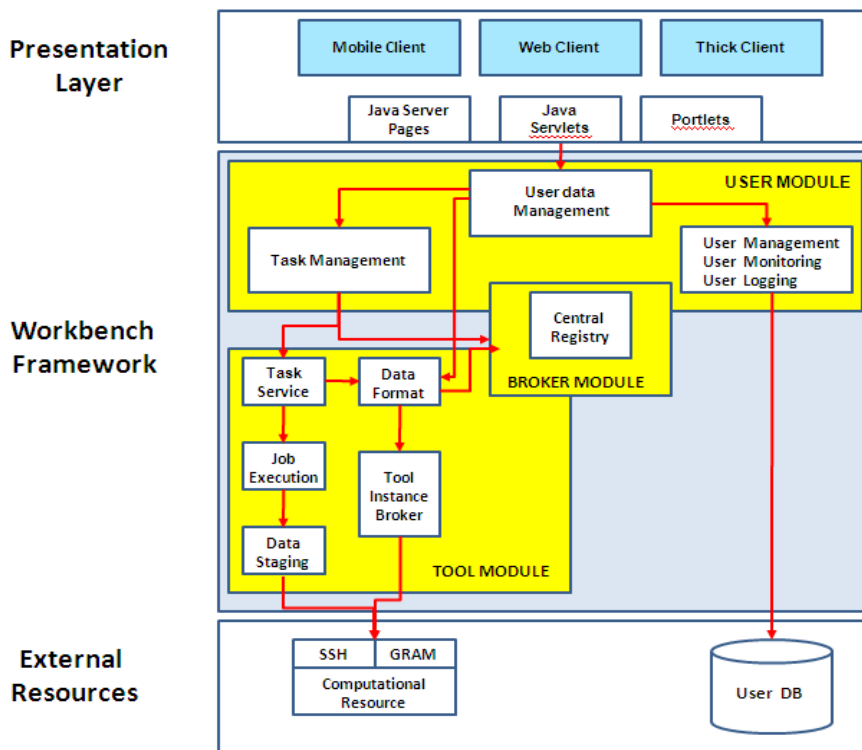 Presentation
Layer
Mobile Client
Web Client
Thick Client
Java Server
Pages
Java
Servlets
Portlets
Workbench
Framework
USER MODULE
User data
Management
Task Management
User Management
User Monitoring
User Logging
Central
Registry
BROKER MODULE
Task
Service
Data
Format
Job
Execution
Tool
Instance
Broker
Data
Staging
TOOL MODULE
External
Resources
SSH
GRAM
Computational
Resource
User DB